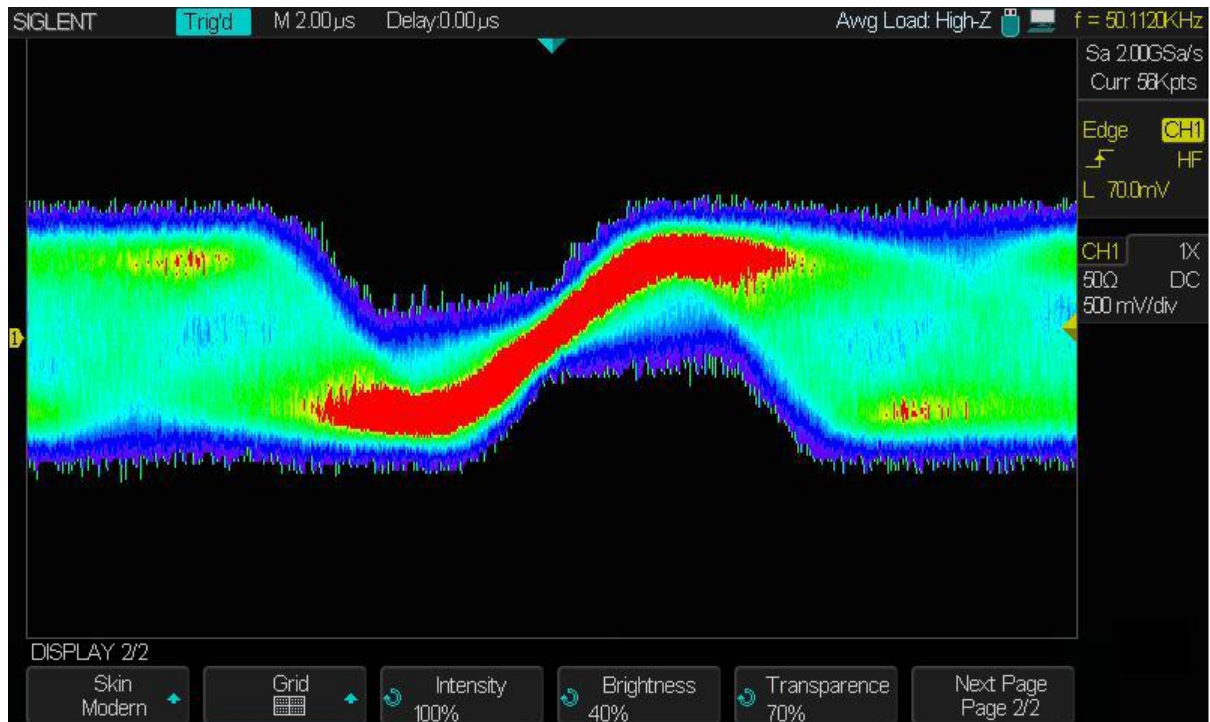 SIGLENT Trig'd M 2.00μs Delay:0.00μs Awg Load: High-Z f = 50.1120KHz
Sa 2.00GSa/s
Curr 56Kpts
Edge CH1
HF
L 70.0mV
CH1 1X
50Ω DC
500 mV/div
1
DISPLAY 2/2
Skin Grid Intensity Brightness Transparence Next Page
Modern 100% 40% 70% Page 2/2